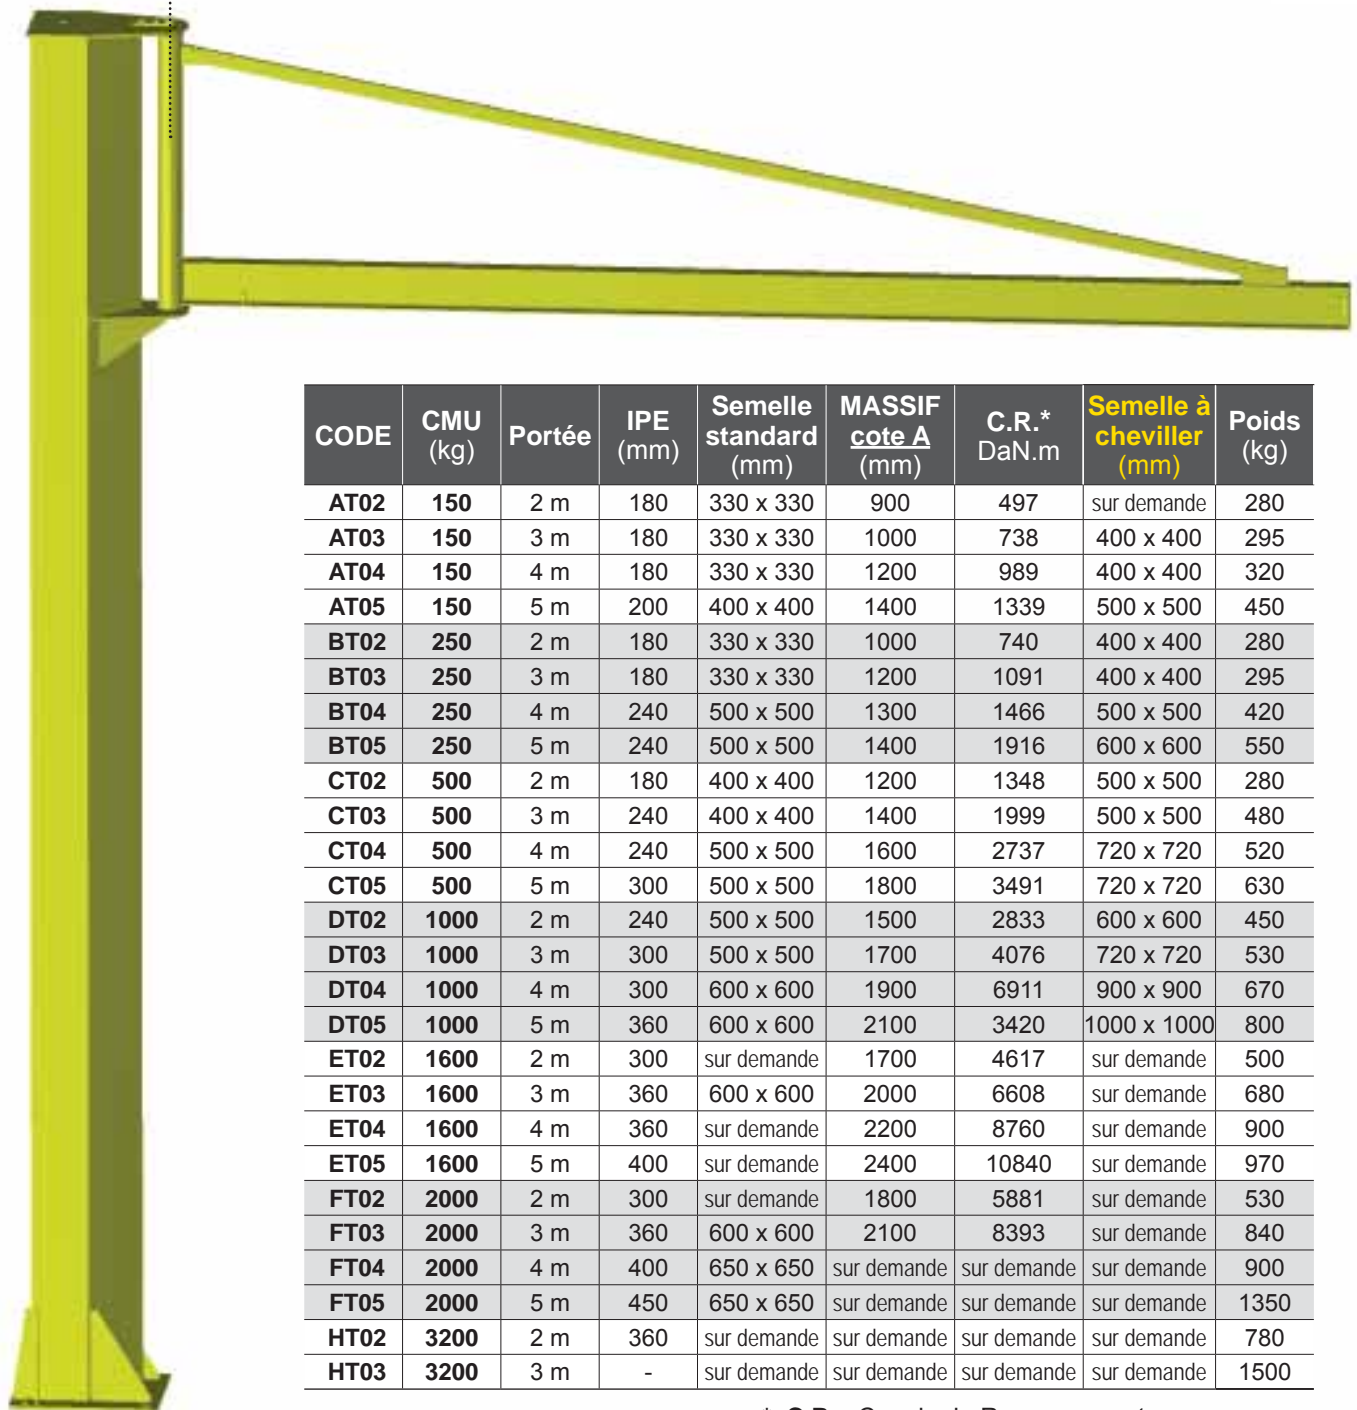 CODE CMU (kg) Portée IPE (mm) Semelle standard (mm) MASSIF cote A (mm) C.R.* DaN.m Semelle à cheviller (mm) Poids (kg)
AT02 150 2 m 180 330 x 330 900 497 sur demande 280
AT03 150 3 m 180 330 x 330 1000 738 400 x 400 295
AT04 150 4 m 180 330 x 330 1200 989 400 x 400 320
AT05 150 5 m 200 400 x 400 1400 1339 500 x 500 450
BT02 250 2 m 180 330 x 330 1000 740 400 x 400 280
BT03 250 3 m 180 330 x 330 1200 1091 400 x 400 295
BT04 250 4 m 240 500 x 500 1300 1466 500 x 500 420
BT05 250 5 m 240 500 x 500 1400 1916 600 x 600 550
CT02 500 2 m 180 400 x 400 1200 1348 500 x 500 280
CT03 500 3 m 240 400 x 400 1400 1999 500 x 500 480
CT04 500 4 m 240 500 x 500 1600 2737 720 x 720 520
CT05 500 5 m 300 500 x 500 1800 3491 720 x 720 630
DT02 1000 2 m 240 500 x 500 1500 2833 600 x 600 450
DT03 1000 3 m 300 500 x 500 1700 4076 720 x 720 530
DT04 1000 4 m 300 600 x 600 1900 6911 900 x 900 670
DT05 1000 5 m 360 600 x 600 2100 3420 1000 x 1000 800
ET02 1600 2 m 300 sur demande 1700 4617 sur demande 500
ET03 1600 3 m 360 600 x 600 2000 6608 sur demande 680
ET04 1600 4 m 360 sur demande 2200 8760 sur demande 900
ET05 1600 5 m 400 sur demande 2400 10840 sur demande 970
FT02 2000 2 m 300 sur demande 1800 5881 sur demande 530
FT03 2000 3 m 360 600 x 600 2100 8393 sur demande 840
FT04 2000 4 m 400 650 x 650 sur demande sur demande sur demande 900
FT05 2000 5 m 450 650 x 650 sur demande sur demande sur demande 1350
HT02 3200 2 m 360 sur demande sur demande sur demande sur demande 780
HT03 3200 3 m - sur demande sur demande sur demande sur demande 1500